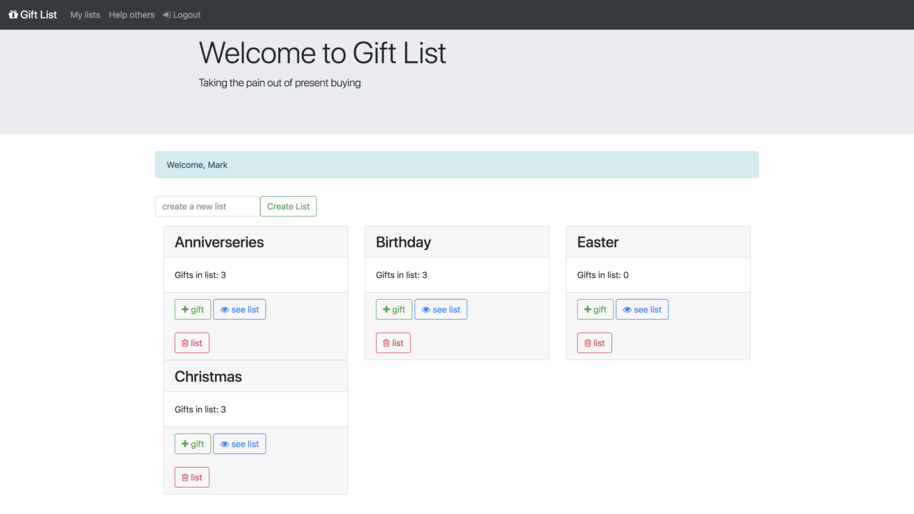 Gift List My lists Help others Logout
Welcome to Gift List
Taking the pain out of present buying
Welcome, Mark
create a new list Create List
Anniverseries
Gifts in list: 3
gift see list
list
Birthday
Gifts in list: 3
gift see list
list
Easter
Gifts in list: 0
gift see list
list
Christmas
Gifts in list: 3
gift see list
list